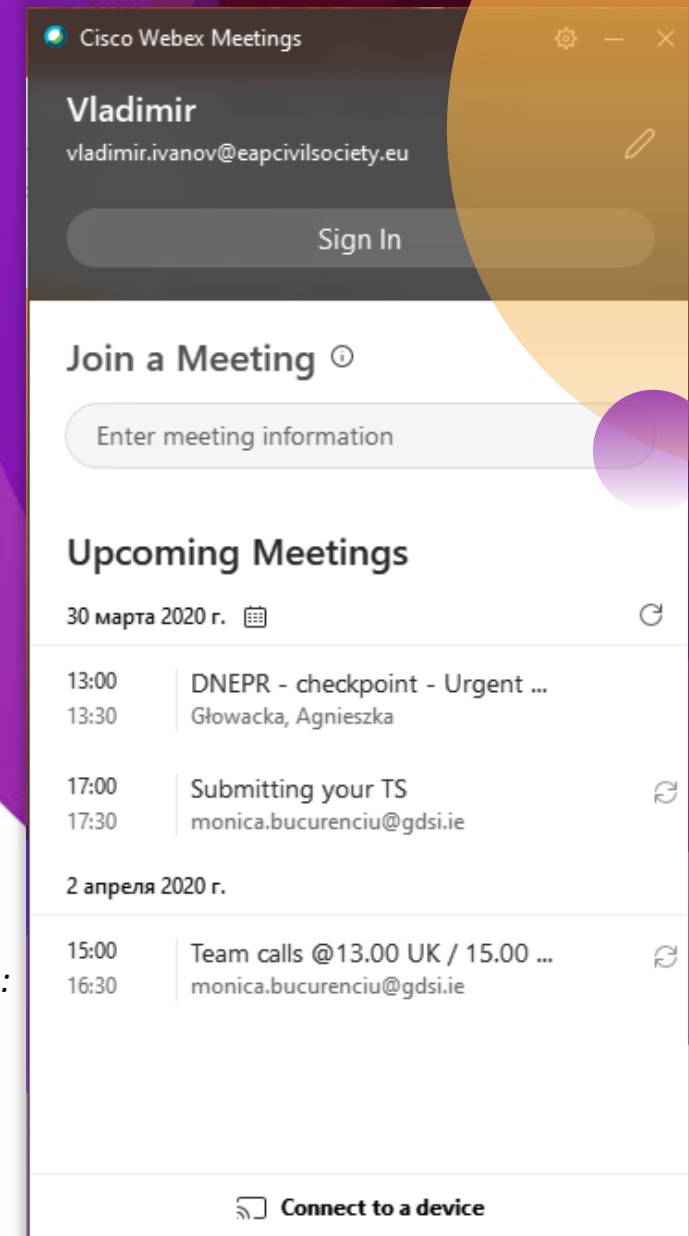 Cisco Webex Meetings
Vladimir
vladimir.ivanov@eapcivilsociety.eu
Sign In
Join a Meeting
Enter meeting information
Upcoming Meetings
30 марта 2020 г.
13:00 DNEPR - checkpoint - Urgent ...
13:30 Głowacka, Agnieszka
17:00 Submitting your TS
17:30 monica.bucurenciu@gdsi.ie
2 апреля 2020 г.
15:00 Team calls @13.00 UK / 15.00 ...
:
16:30 monica.bucurenciu@gdsi.ie
Connect to a device